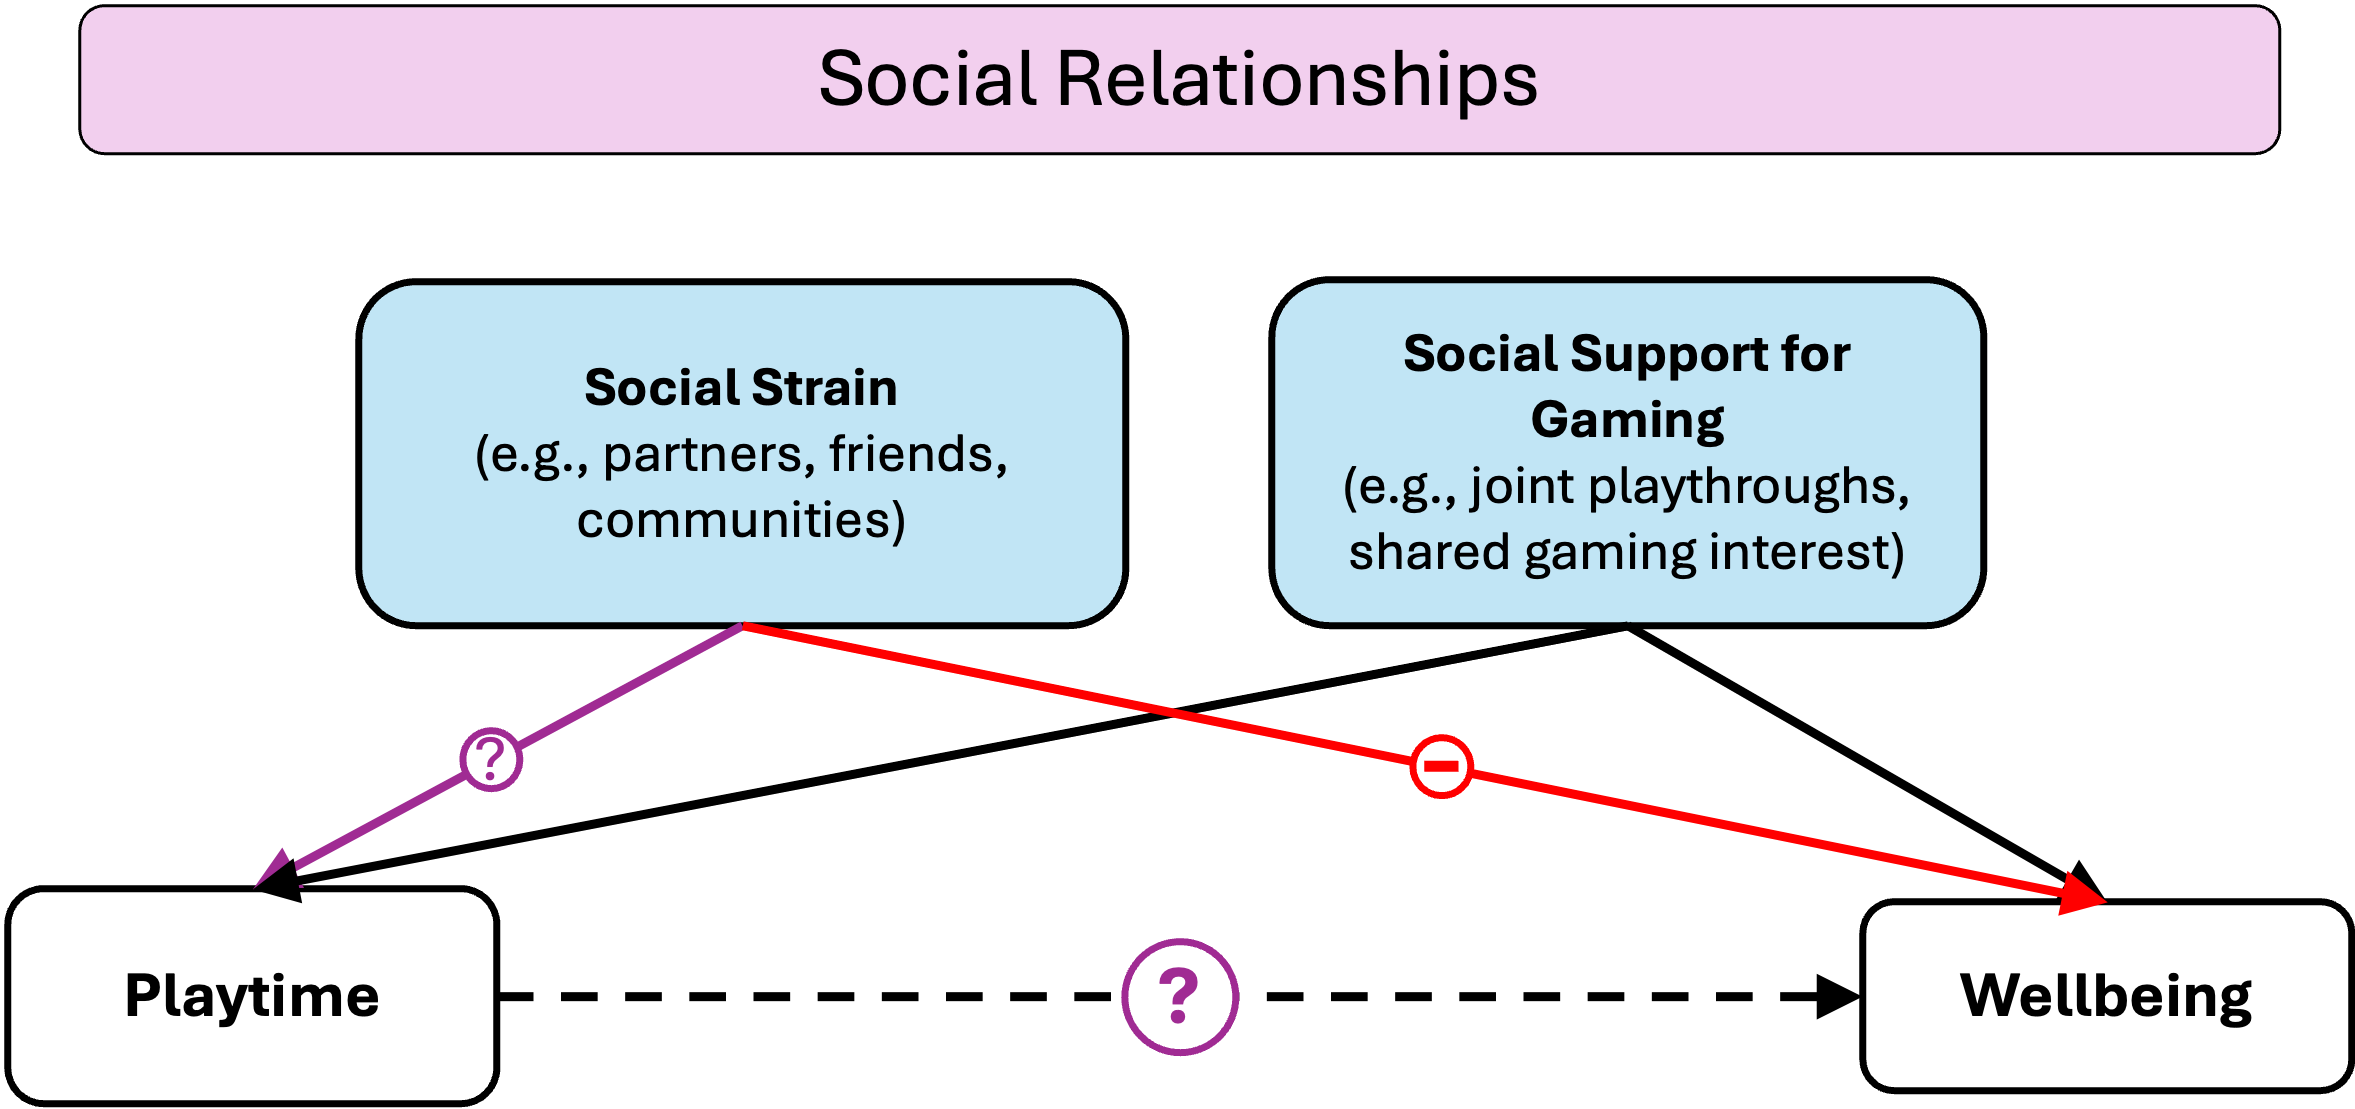 Social Relationships
Social Strain
(e.g., partners, friends,
communities)
Social Support for
Gaming
(e.g., joint playthroughs,
shared gaming interest)
?
Playtime
?
Wellbeing